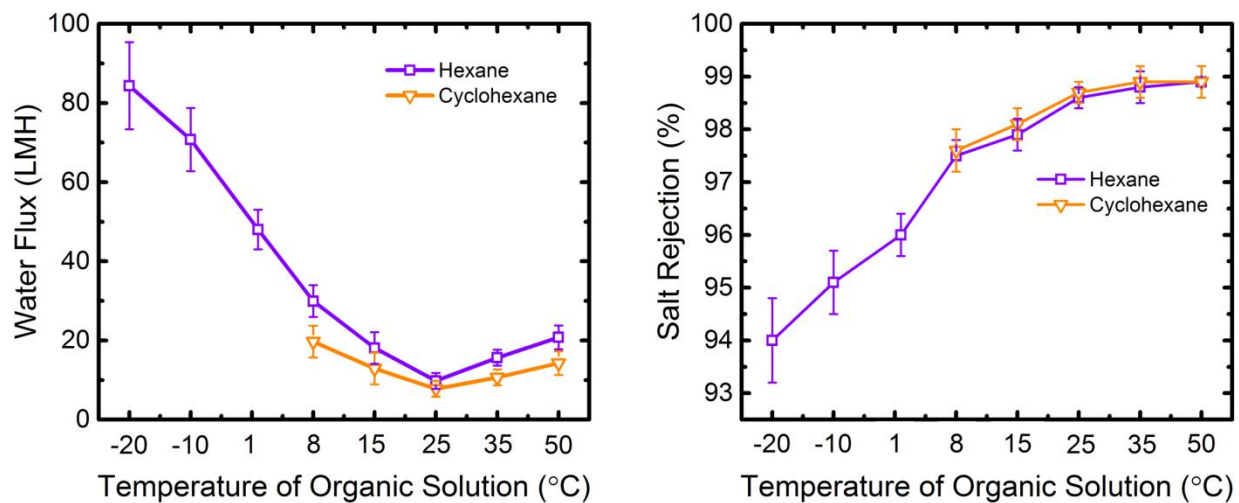 100
80
60
40
20
0
Water Flux (LMH)
Hexane
Cyclohexane
-20 -10 1 8 15 25 35 50
Temperature of Organic Solution (°C)
100
99
98
97
96
95
94
93
Salt Rejection (%)
Hexane
Cyclohexane
-20 -10 1 8 15 25 35 50
Temperature of Organic Solution (°C)